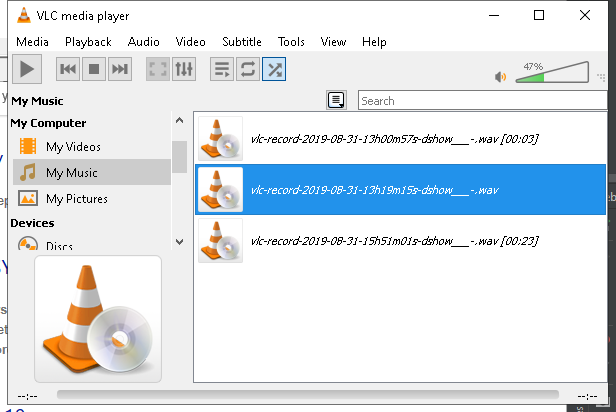 VLC media player
Media Playback Audio Video Subtitle Tools View Help
47%
My Music
Search
My Computer
My Videos
My Music
My Pictures
Devices
Discs
vlc-record-2019-08-31-13h00m57s-dshow___-.wav [00:03]
vlc-record-2019-08-31-13h19m15s-dshow___-.wav
vlc-record-2019-08-31-15h51m01s-dshow___-.wav [00:23]
--:-- --:--